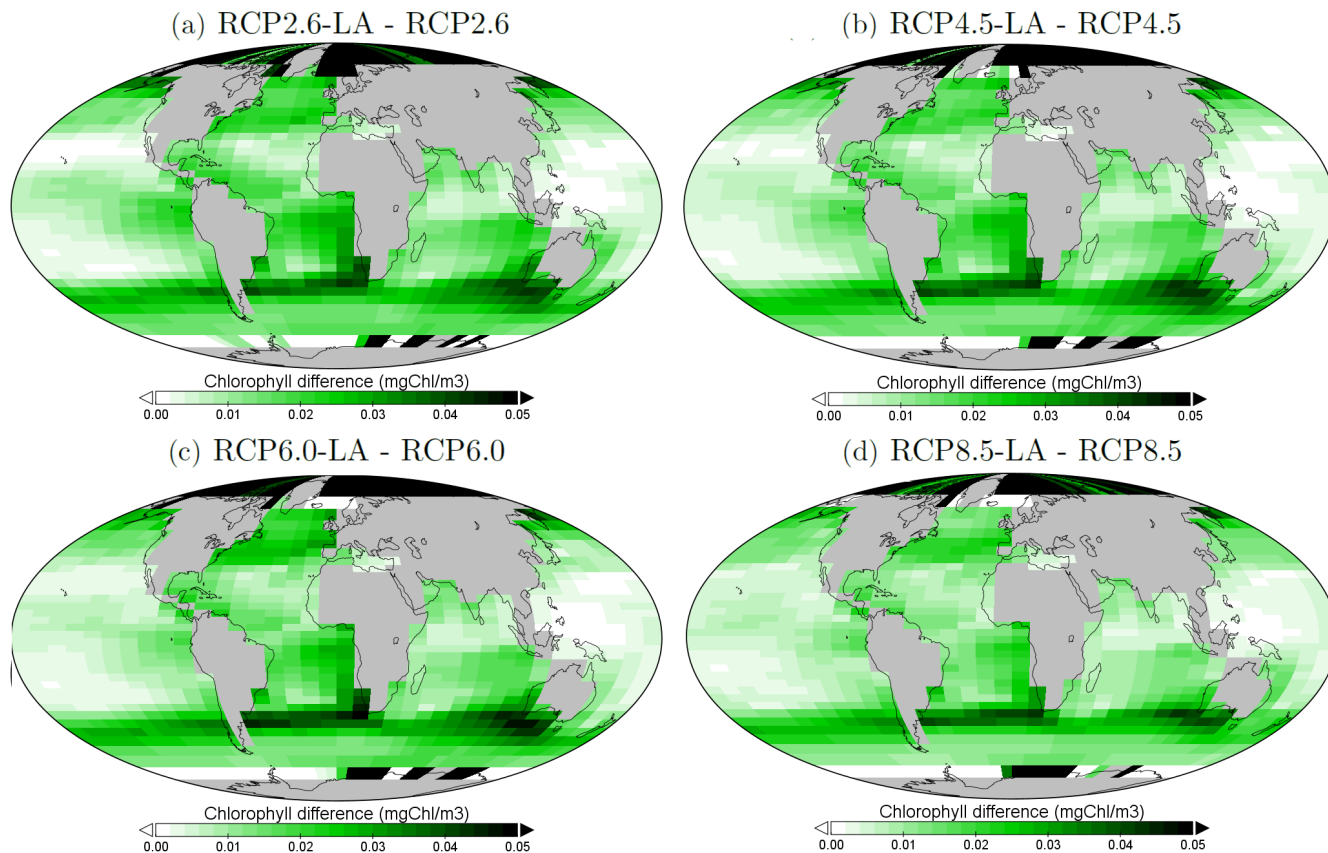 (a) RCP2.6-LA - RCP2.6
(b) RCP4.5-LA - RCP4.5
Chlorophyll difference (mgChl/m3)
0.00 0.01 0.02 0.03 0.04 0.05
Chlorophyll difference (mgChl/m3)
0.00 0.01 0.02 0.03 0.04 0.05
(c) RCP6.0-LA - RCP6.0
(d) RCP8.5-LA - RCP8.5
Chlorophyll difference (mgChl/m3)
0.00 0.01 0.02 0.03 0.04 0.05
Chlorophyll difference (mgChl/m3)
0.00 0.01 0.02 0.03 0.04 0.05